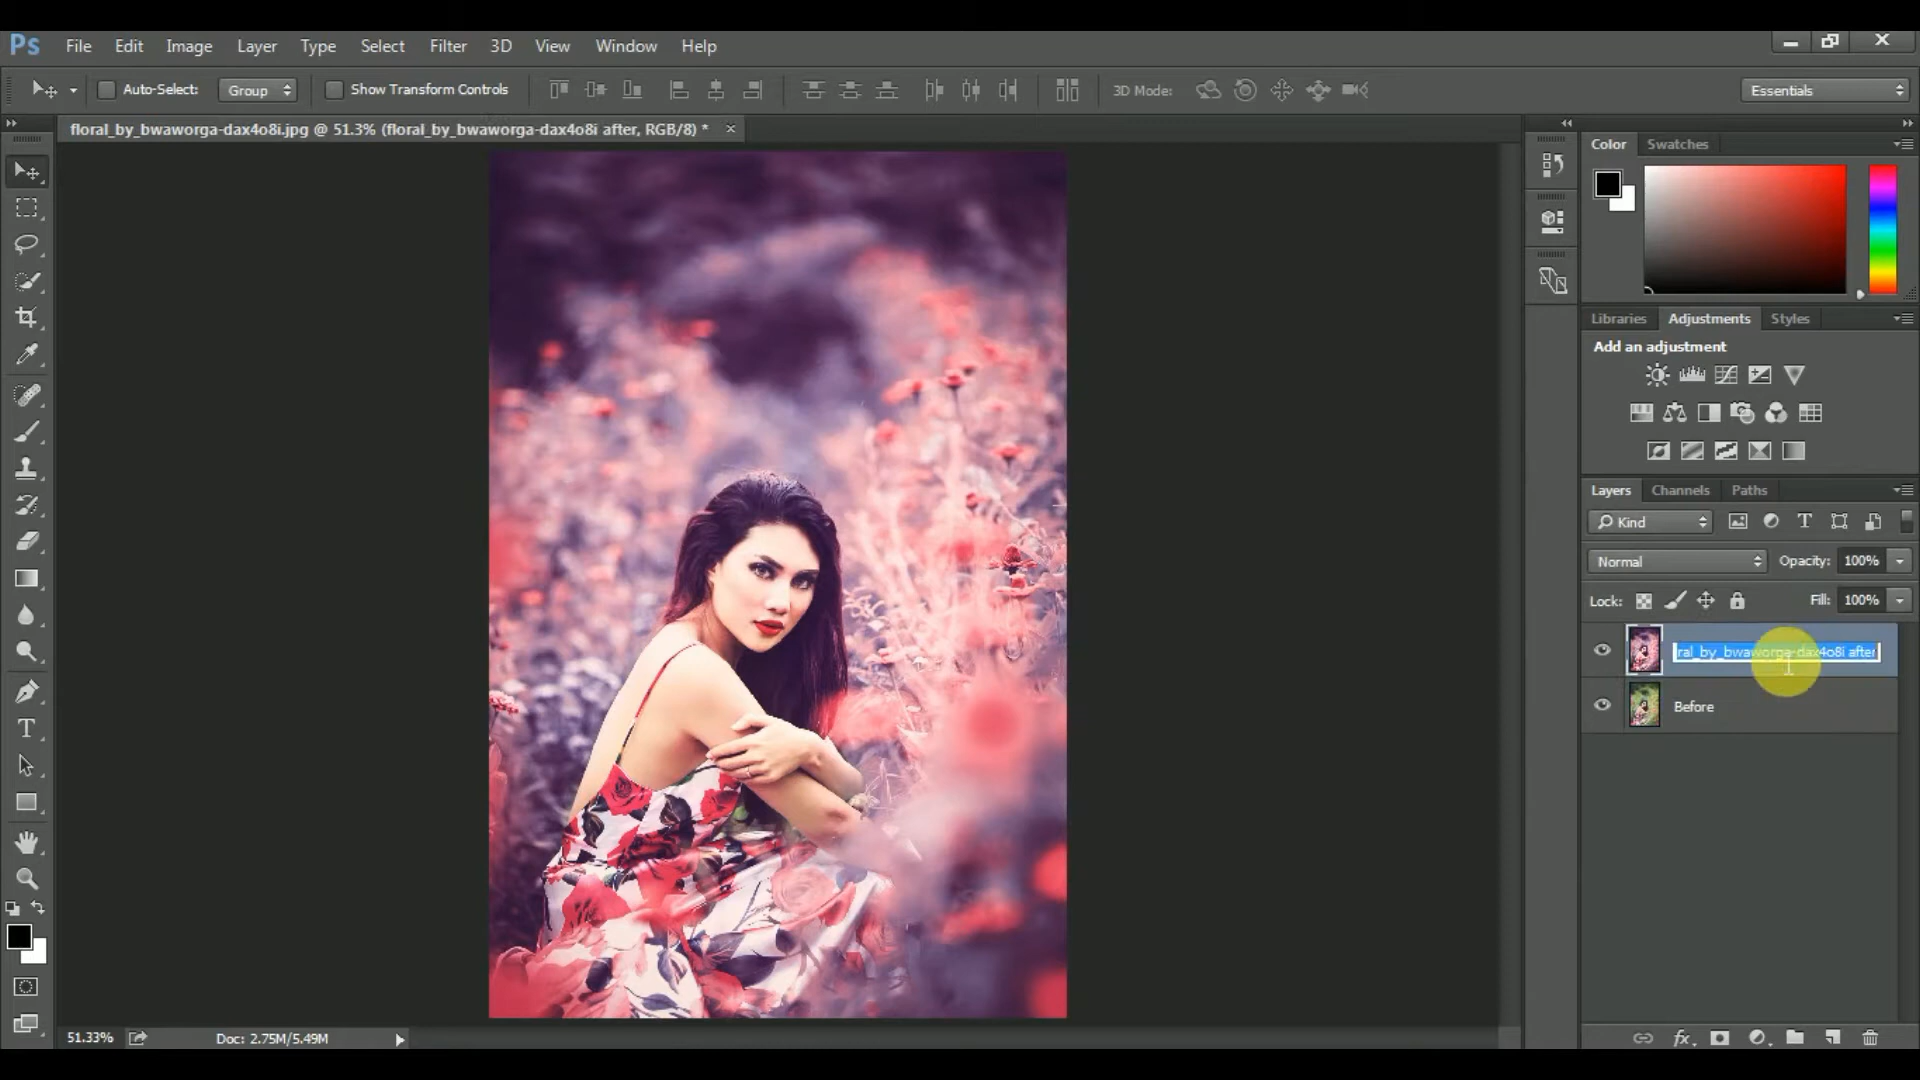 Ps File Edit Image Layer Type Select Filter 3D View Window Help
Auto-Select: Group Show Transform Controls 3D Mode: Essentials
floral_by_bwaworga-dax4o8i.jpg @ 51.3% (floral_by_bwaworga-dax4o8i after, RGB/8) *
Color Swatches
Libraries Adjustments Styles
Add an adjustment
Layers Channels Paths
Kind
Normal Opacity: 100%
Lock: Fill: 100%
ral_by_bwaworga-dax4o8i after
Before
51.33% Doc: 2.75M/5.49M
fx